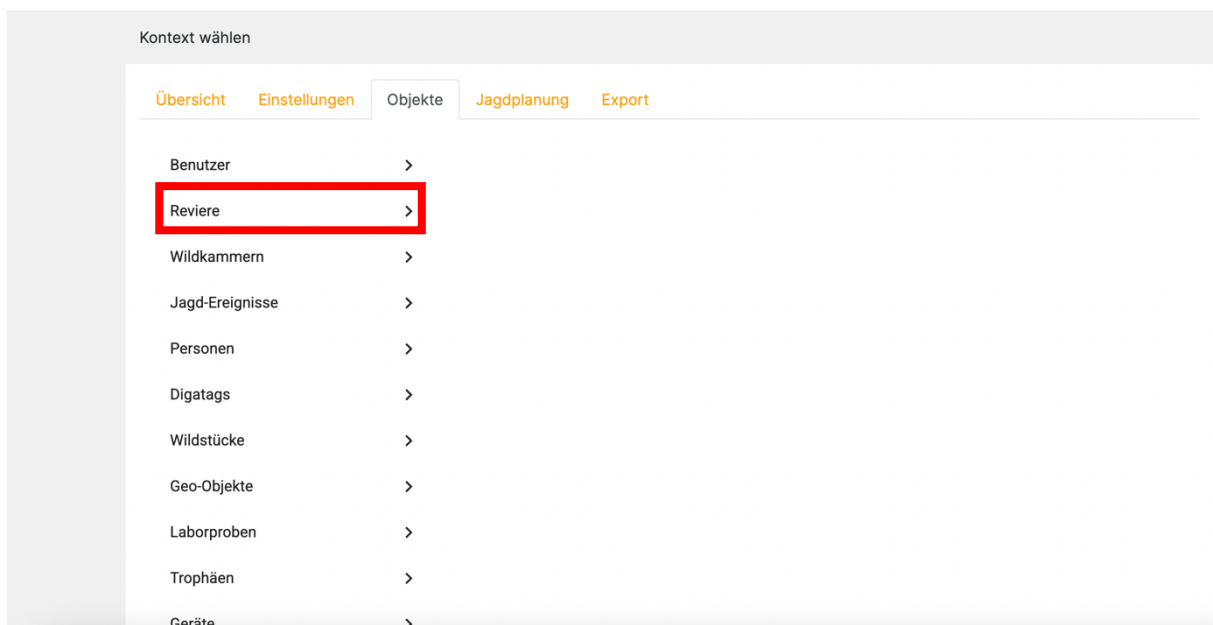 Kontext wählen
Übersicht Einstellungen Objekte Jagdplanung Export
Benutzer
Reviere
Wildkammern
Jagd-Ereignisse
Personen
Digatags
Wildstücke
Geo-Objekte
Laborproben
Trophäen
Geräte